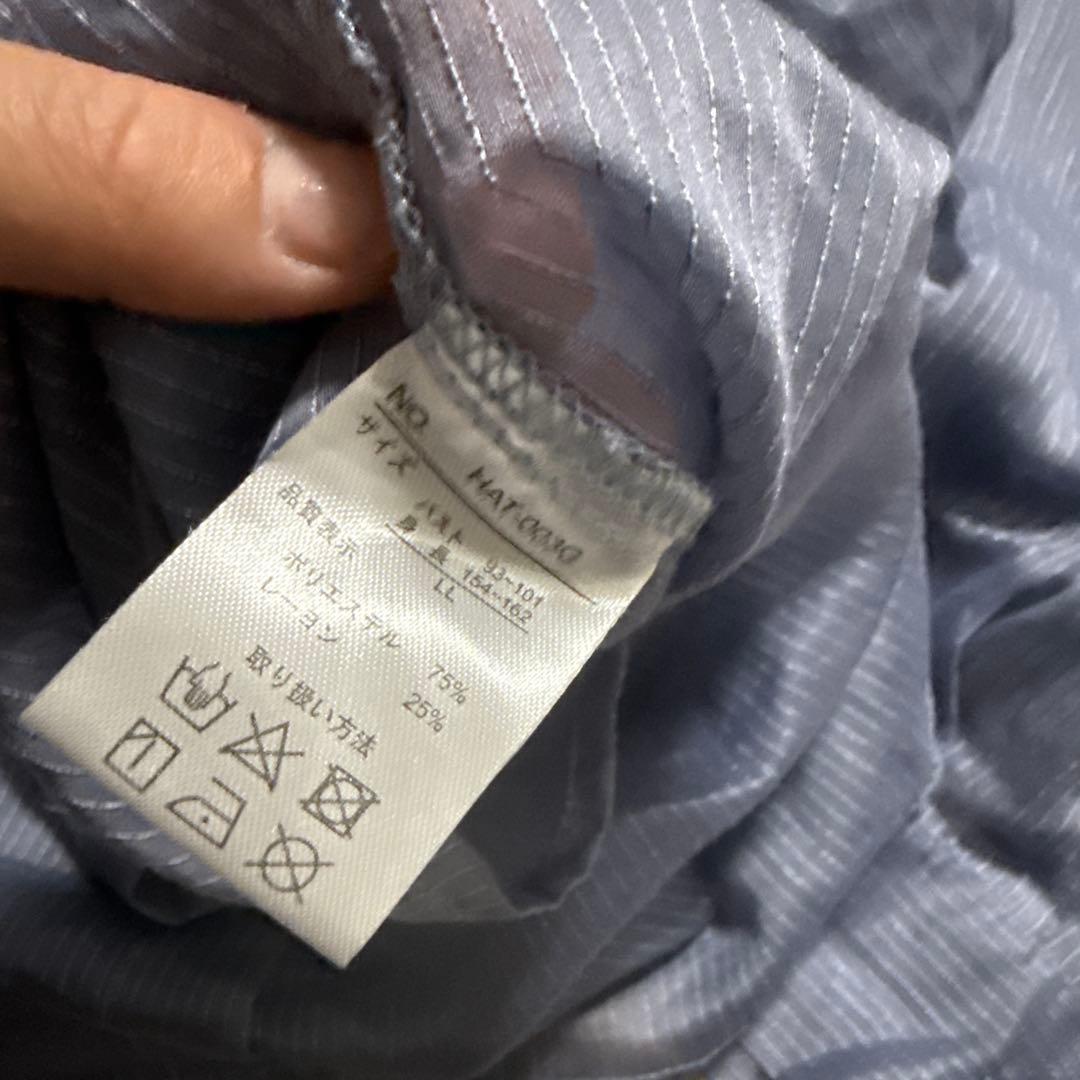 NO. HAT-0030
サイズ
バスト 93~101
身長 154~162
LL
品質表示
ポリエステル 75%
レーヨン 25%
取り扱い方法